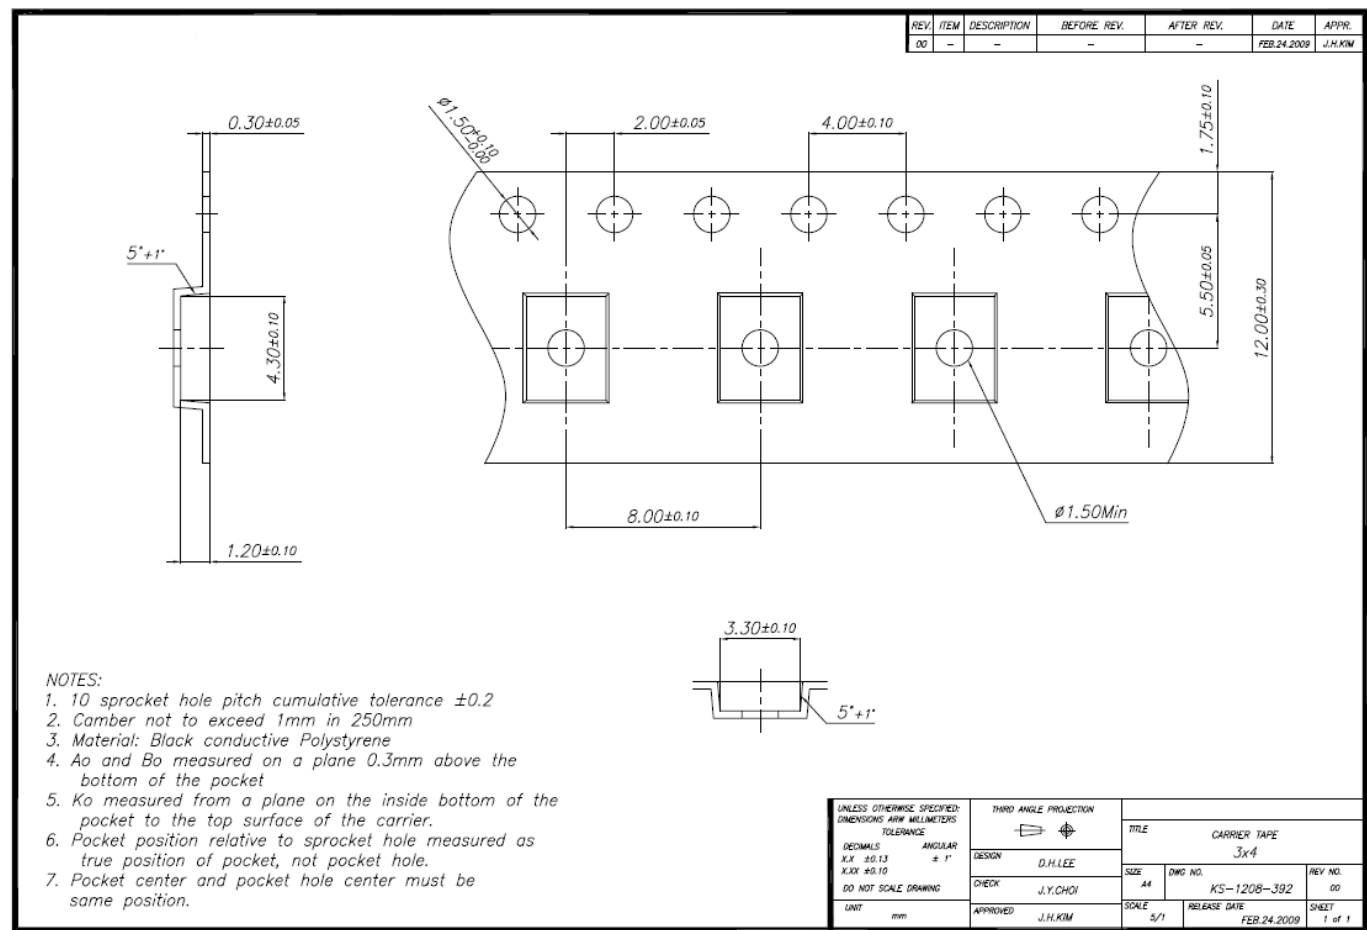 REV. ITEM DESCRIPTION BEFORE REV. AFTER REV. DATE APPR.
00 - - - - FEB.24.2009 J.H.KIM
0.30±0.05
ø1.50+0.10 -0.00
2.00±0.05
4.00±0.10
1.75±0.10
5°+1°
4.30±0.10
5.50±0.05
12.00±0.30
8.00±0.10
ø1.50Min
1.20±0.10
3.30±0.10
5°+1°
NOTES:
1. 10 sprocket hole pitch cumulative tolerance ±0.2
2. Camber not to exceed 1mm in 250mm
3. Material: Black conductive Polystyrene
4. Ao and Bo measured on a plane 0.3mm above the
bottom of the pocket
5. Ko measured from a plane on the inside bottom of the
pocket to the top surface of the carrier.
6. Pocket position relative to sprocket hole measured as
true position of pocket, not pocket hole.
7. Pocket center and pocket hole center must be
same position.
UNLESS OTHERWISE SPECIFIED:
DIMENSIONS ARW MILLIMETERS
TOLERANCE
DECIMALS ANGULAR
X.X ±0.13 ± 1°
X.XX ±0.10
DO NOT SCALE DRAWING
UNIT mm
THIRD ANGLE PROJECTION
DESIGN D.H.LEE
CHECK J.Y.CHOI
APPROVED J.H.KIM
TITLE CARRIER TAPE
3x4
SIZE A4 DWG NO. KS-1208-392 REV NO. 00
SCALE 5/1 RELEASE DATE FEB.24.2009 SHEET 1 of 1